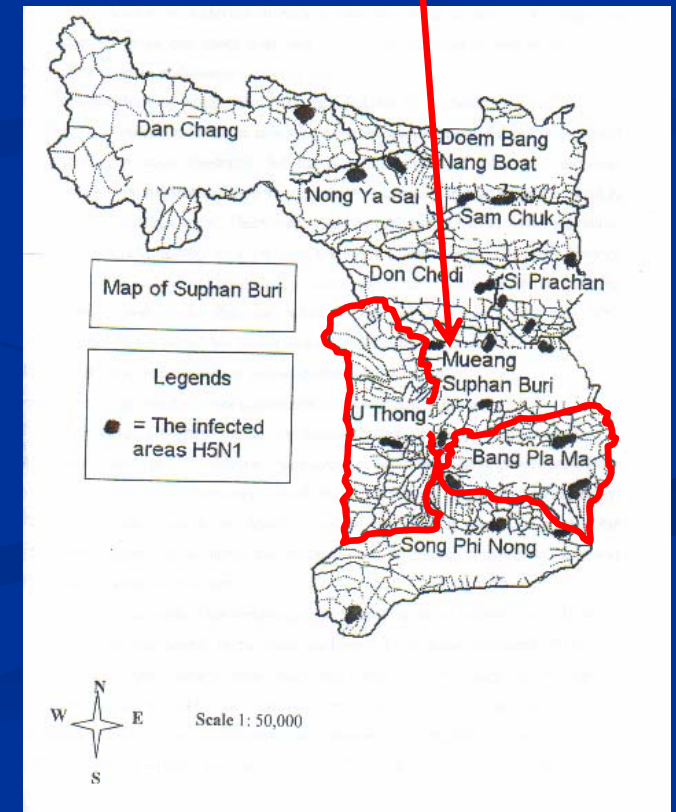 Dan Chang
Doem Bang
Nang Boat
Nong Ya Sai
Sam Chuk
Don Chedi
Si Prachan
Map of Suphan Buri
Mueang
Suphan Buri
Legends
= The infected
areas H5N1
U Thong
Bang Pla Ma
Song Phi Nong
N
W
E
Scale 1: 50,000
S